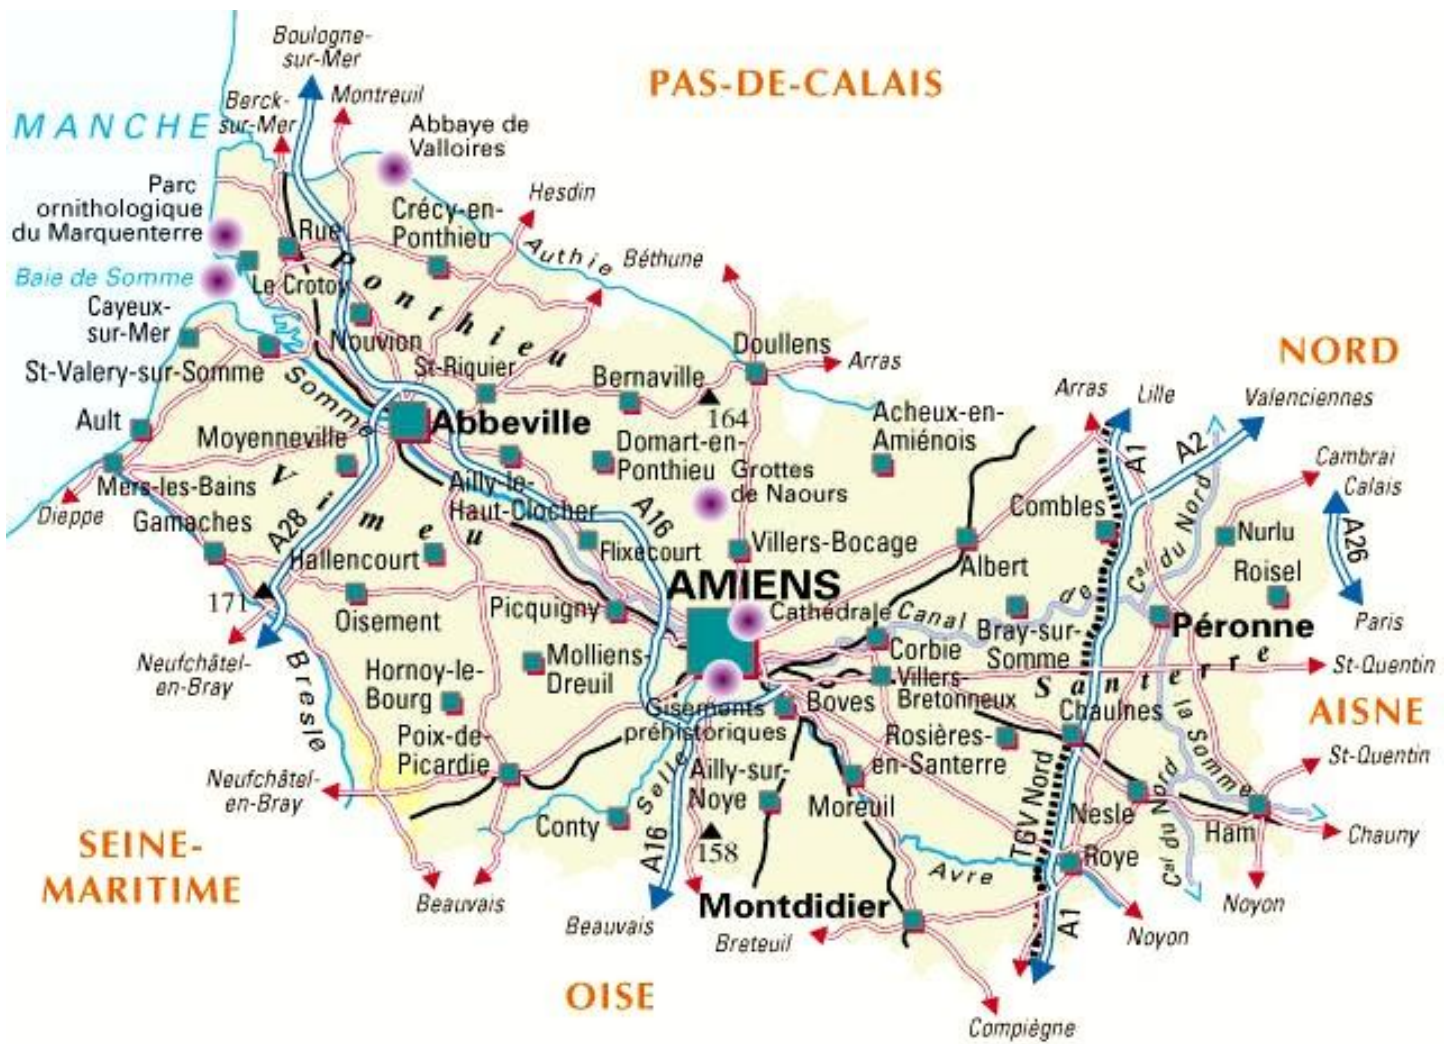 Boulogne-
sur-Mer
PAS-DE-CALAIS
Berck-
sur-Mer
Montreuil
MANCHE
Abbaye de
Valloires
Parc
ornithologique
du Marquenterre
Hesdin
Crécy-en-
Ponthieu
Rue
Authie
Béthune
Baie de Somme
Le Crotoy
Ponthieu
Cayeux-
sur-Mer
Nouvion
Doullens
NORD
St-Valery-sur-Somme
Somme
St-Riquier
Bernaville
Arras
Arras
Lille
Valenciennes
164
Ault
Abbeville
Acheux-en-
Amiénois
Moyenneville
Domart-en-
Ponthieu
A1
A2
Cambrai
Mers-les-Bains
Vimeu
Ailly-le-
Haut-Clocher
Grottes
de Naours
Calais
Dieppe
Gamaches
A28
A16
Combles
Cal du Nord
Nurlu
A26
Hallencourt
Flixecourt
Villers-Bocage
Albert
Roisel
171
AMIENS
Oisement
Picquigny
Cathédrale
Canal de
la Somme
Bray-sur-
Somme
Péronne
Paris
Neufchâtel-
en-Bray
Bresle
Hornoy-le-
Bourg
Molliens-
Dreuil
Corbie
Villers-
Bretonneux
Santerre
St-Quentin
Gisements
préhistoriques
Boves
Chaulnes
AISNE
Poix-de-
Picardie
Rosières-
en-Santerre
St-Quentin
Neufchâtel-
en-Bray
Selle
Ailly-sur-
Noye
Moreuil
TGV Nord
Nesle
Cal du Nord
Ham
Chauny
Conty
A16
158
SEINE-
MARITIME
Roye
Avre
Beauvais
Beauvais
Montdidier
Breteuil
A1
Noyon
Noyon
OISE
Compiègne